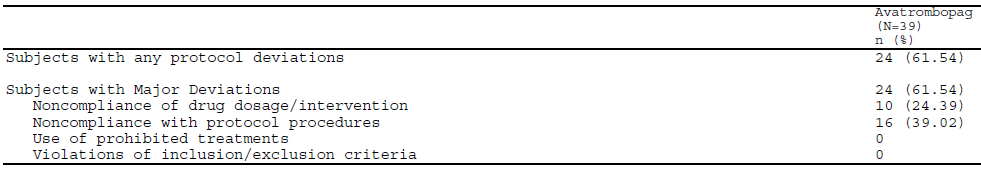 Avatrombopag
(N=39)
n (%)
Subjects with any protocol deviations 24 (61.54)
Subjects with Major Deviations 24 (61.54)
Noncompliance of drug dosage/intervention 10 (24.39)
Noncompliance with protocol procedures 16 (39.02)
Use of prohibited treatments 0
Violations of inclusion/exclusion criteria 0